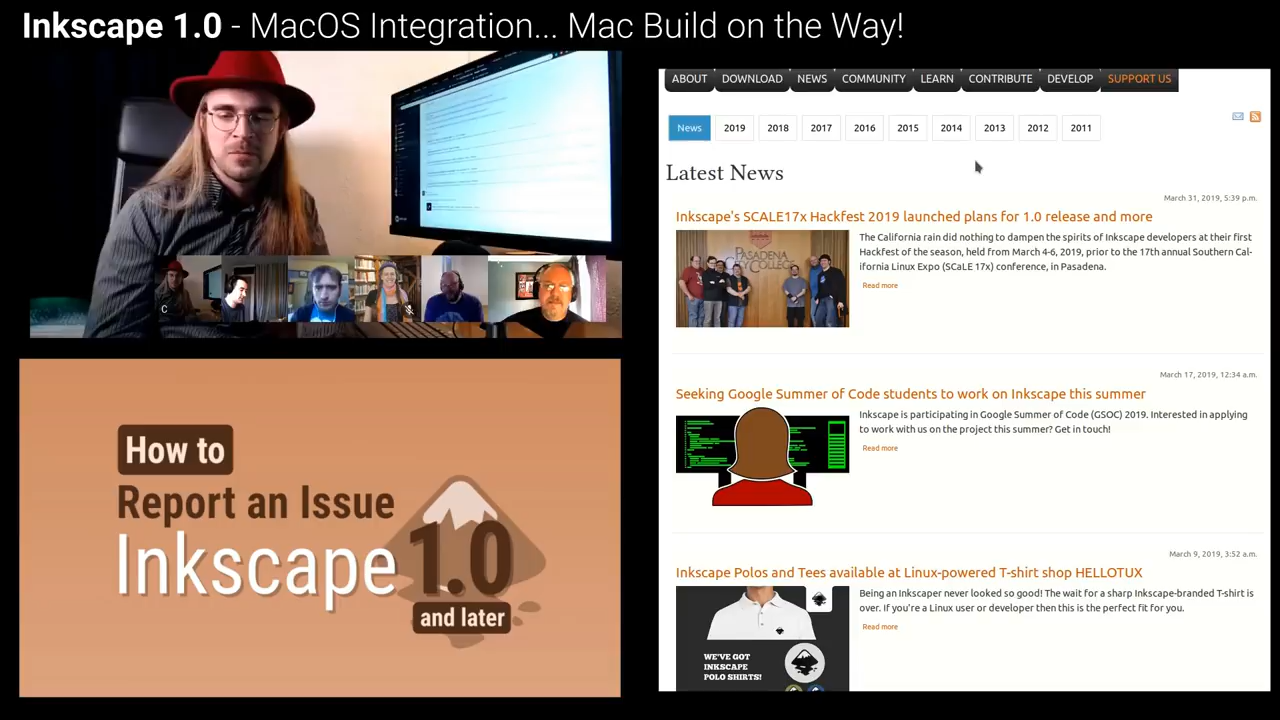 Inkscape 1.0 - MacOS Integration... Mac Build on the Way!
C
How to
Report an Issue
Inkscape 1.0
and later
ABOUT DOWNLOAD NEWS COMMUNITY LEARN CONTRIBUTE DEVELOP SUPPORT US
News 2019 2018 2017 2016 2015 2014 2013 2012 2011
Latest News
March 31, 2019, 5:39 p.m.
Inkscape's SCALE17x Hackfest 2019 launched plans for 1.0 release and more
The California rain did nothing to dampen the spirits of Inkscape developers at their first
Hackfest of the season, held from March 4-6, 2019, prior to the 17th annual Southern Cal-
ifornia Linux Expo (SCaLE 17x) conference, in Pasadena.
Read more
March 17, 2019, 12:34 a.m.
Seeking Google Summer of Code students to work on Inkscape this summer
Inkscape is participating in Google Summer of Code (GSOC) 2019. Interested in applying
to work with us on the project this summer? Get in touch!
Read more
March 9, 2019, 3:52 a.m.
Inkscape Polos and Tees available at Linux-powered T-shirt shop HELLOTUX
Being an Inkscaper never looked so good! The wait for a sharp Inkscape-branded T-shirt is
over. If you're a Linux user or developer then this is the perfect fit for you.
Read more
WE'VE GOT
INKSCAPE
POLO SHIRTS!